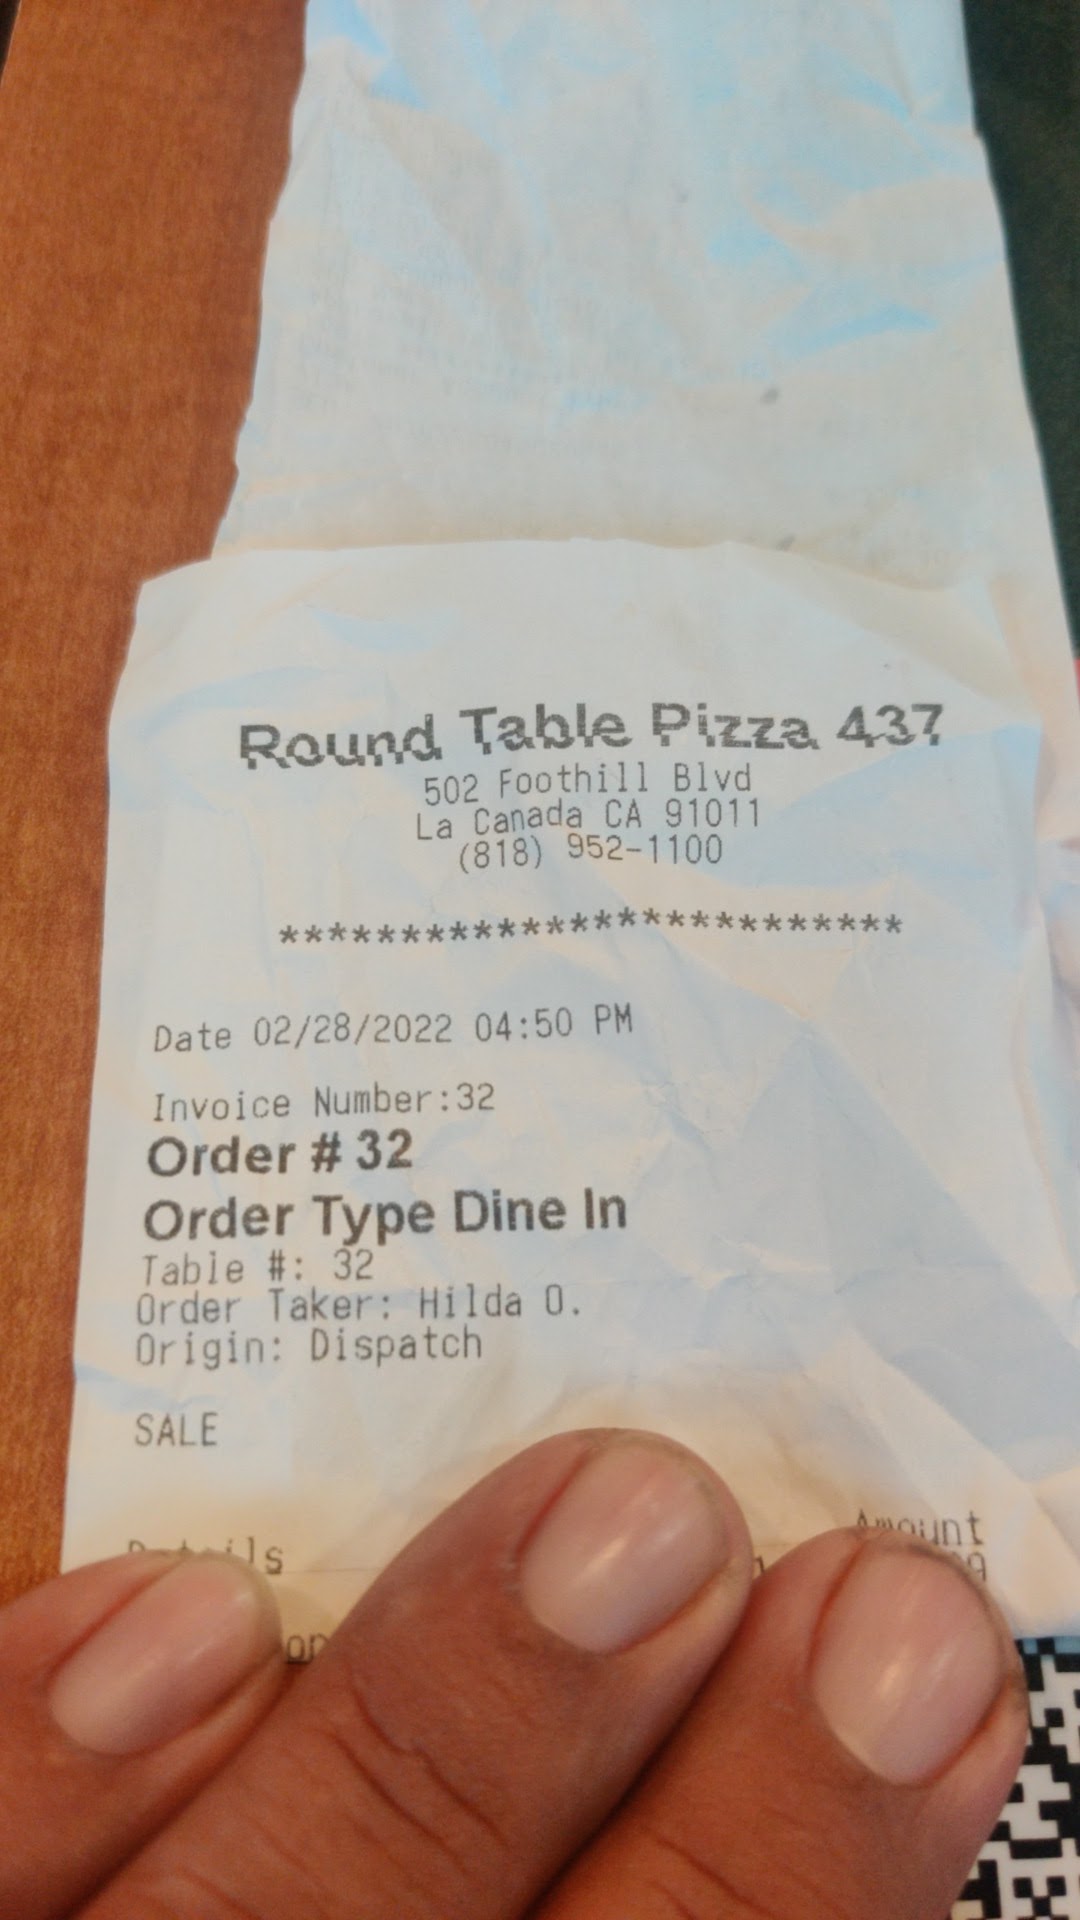 Round Table Pizza 437
502 Foothill Blvd
La Canada CA 91011
(818) 952-1100
**************************
Date 02/28/2022 04:50 PM
Invoice Number:32
Order # 32
Order Type Dine In
Table #: 32
Order Taker: Hilda O.
Origin: Dispatch
SALE
Details Amount